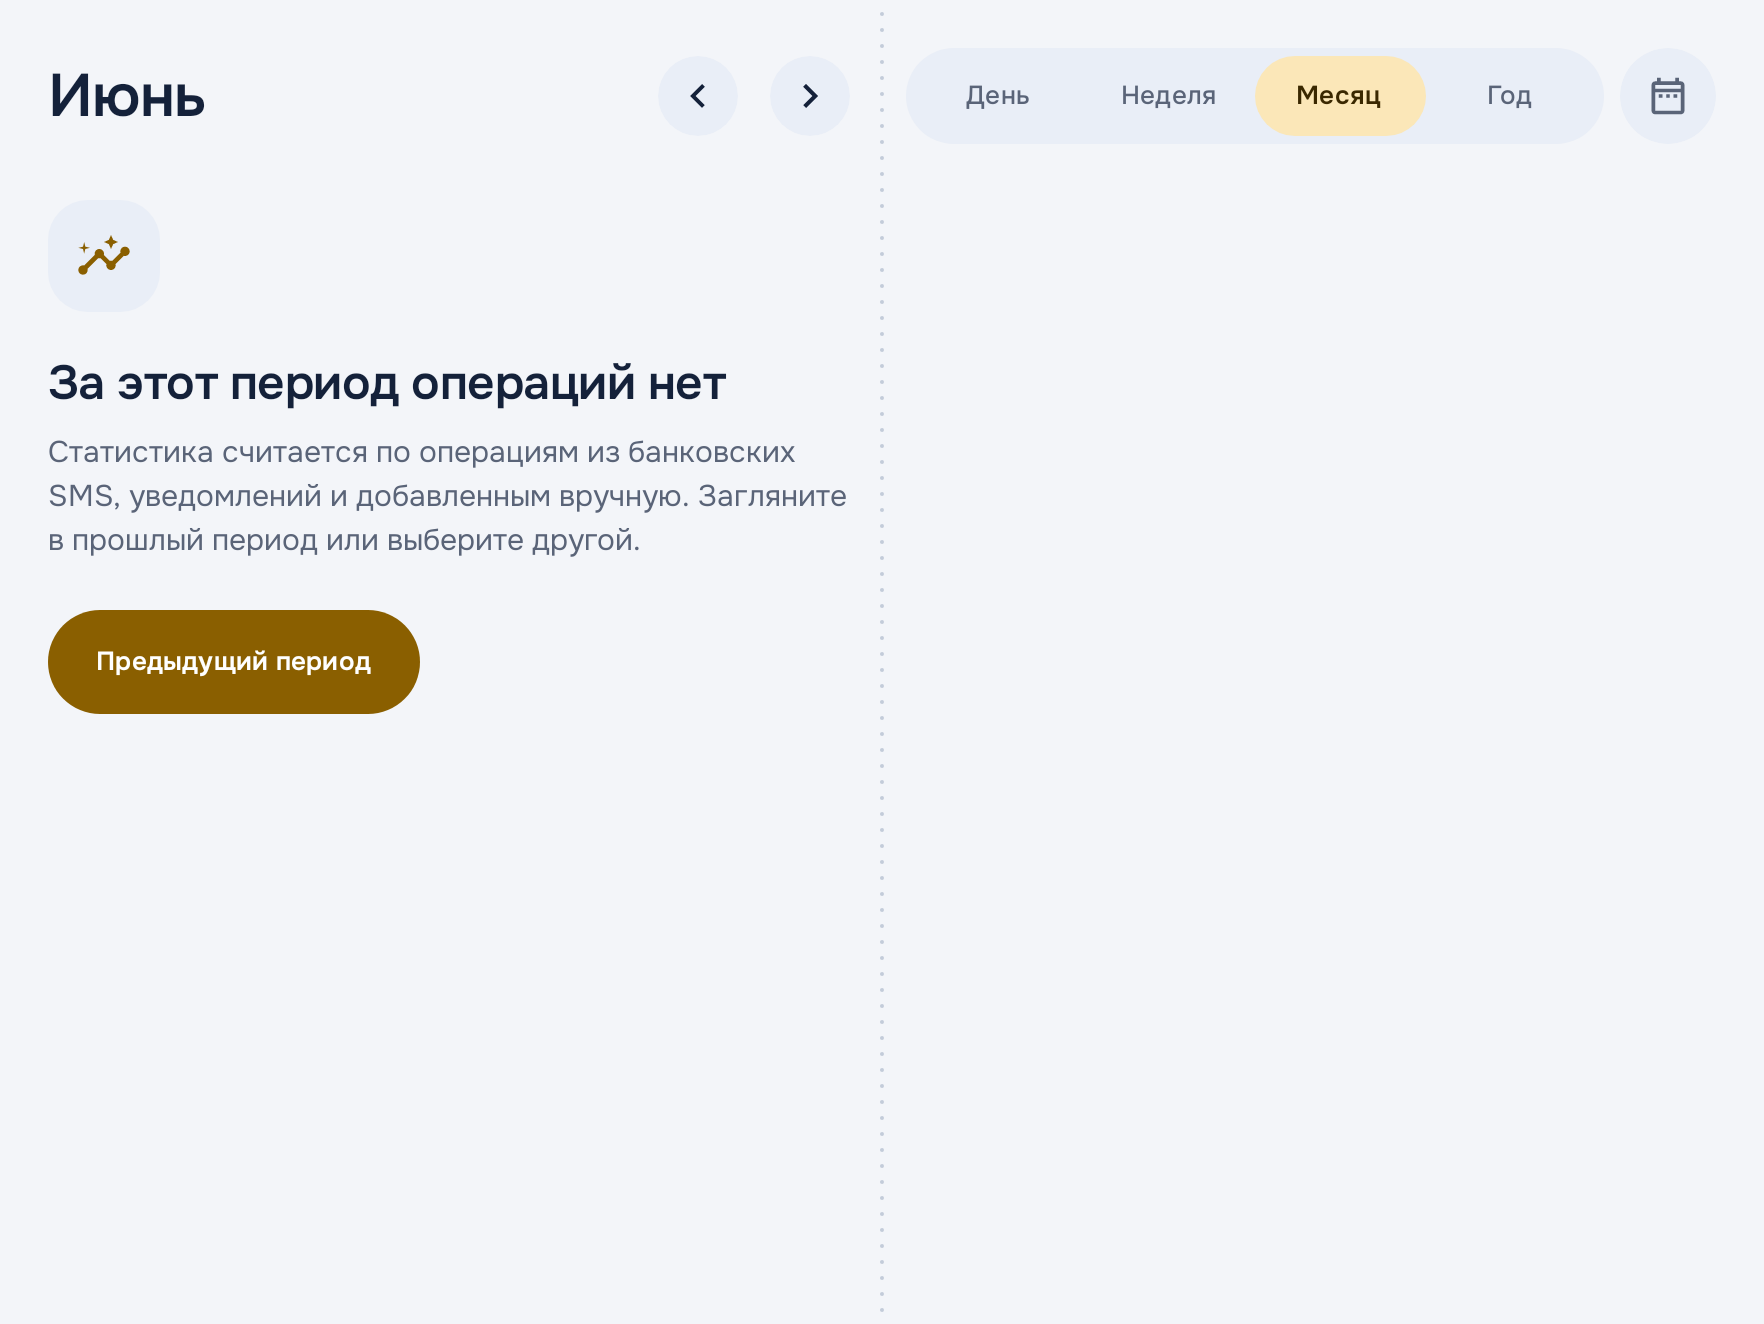 Июнь
День
Неделя
Месяц
Год
За этот период операций нет
Статистика считается по операциям из банковских
SMS, уведомлений и добавленным вручную. Загляните
в прошлый период или выберите другой.
Предыдущий период